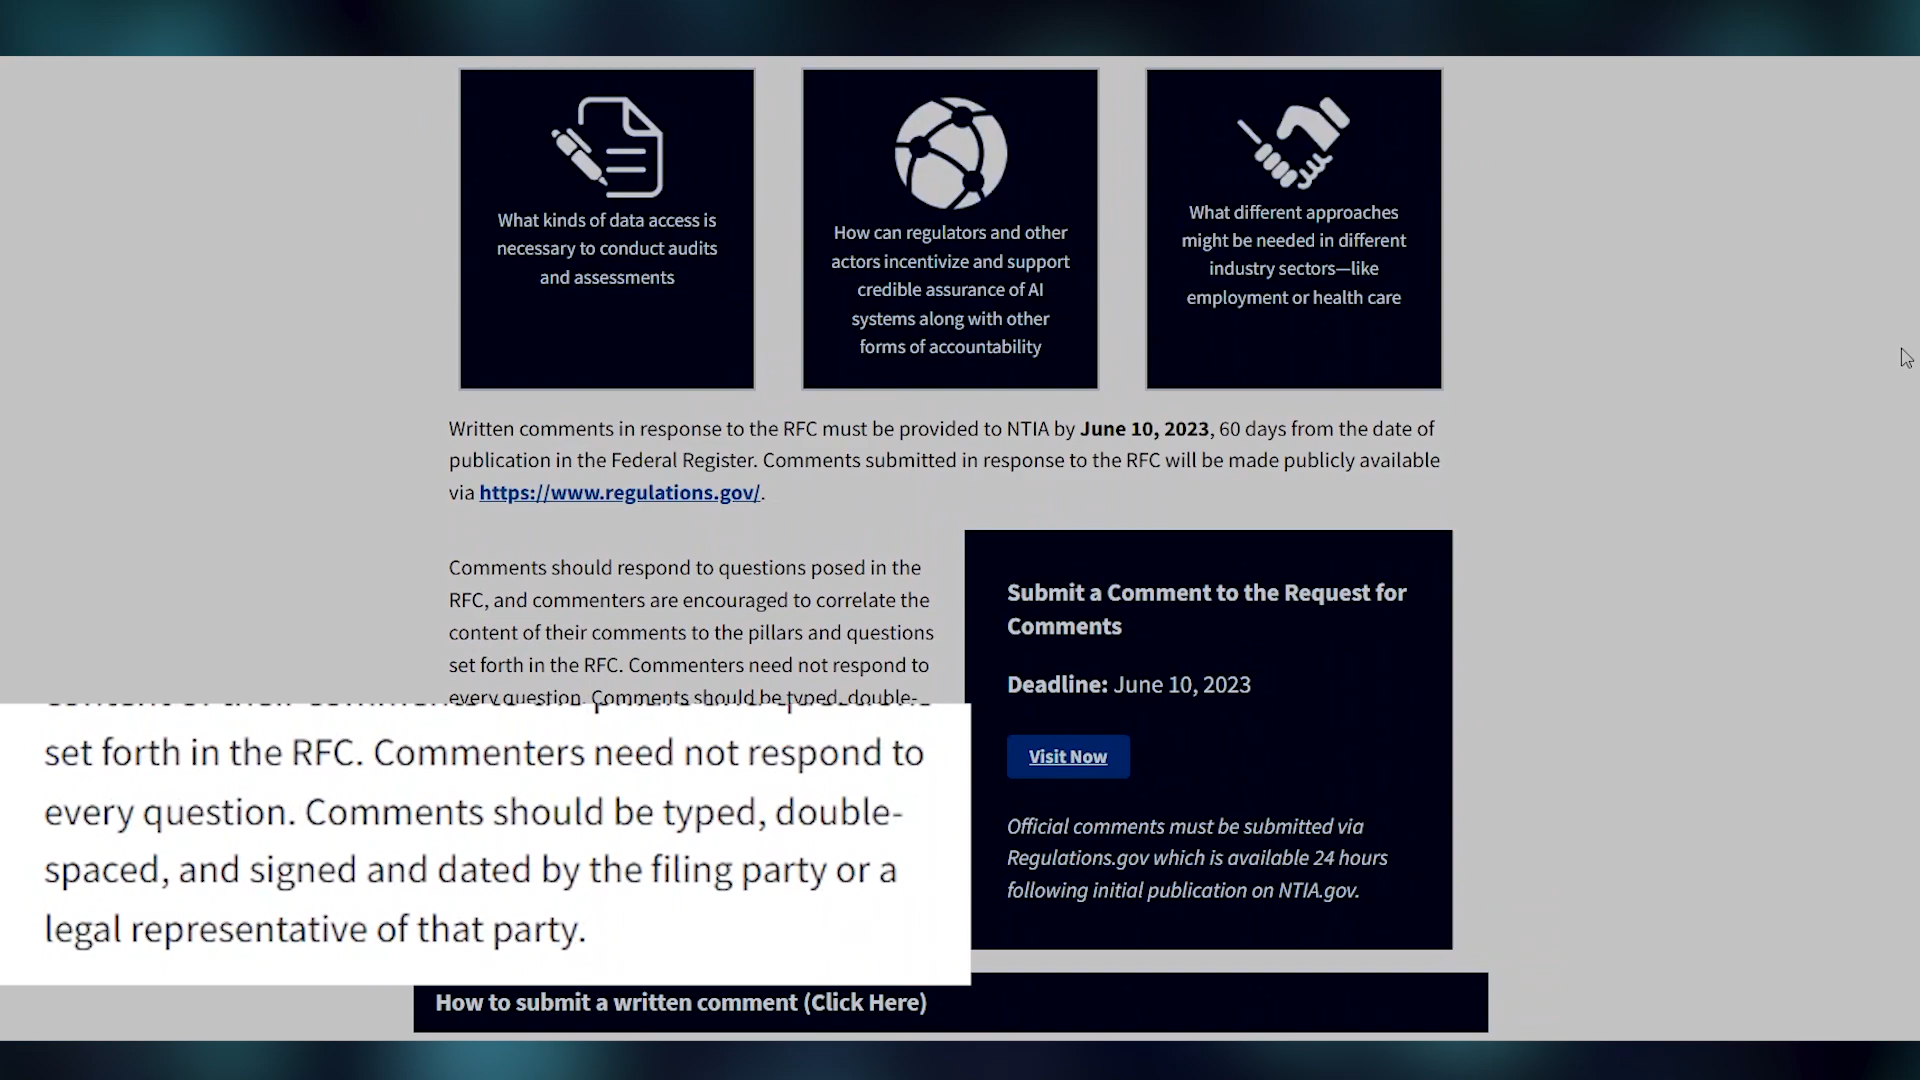 What kinds of data access is
necessary to conduct audits
and assessments
How can regulators and other
actors incentivize and support
credible assurance of AI
systems along with other
forms of accountability
What different approaches
might be needed in different
industry sectors—like
employment or health care
Written comments in response to the RFC must be provided to NTIA by June 10, 2023, 60 days from the date of
publication in the Federal Register. Comments submitted in response to the RFC will be made publicly available
via https://www.regulations.gov/.
Comments should respond to questions posed in the
RFC, and commenters are encouraged to correlate the
content of their comments to the pillars and questions
set forth in the RFC. Commenters need not respond to
every question. Comments should be typed, double-
set forth in the RFC. Commenters need not respond to
every question. Comments should be typed, double-
spaced, and signed and dated by the filing party or a
legal representative of that party.
Submit a Comment to the Request for
Comments
Deadline: June 10, 2023
Visit Now
Official comments must be submitted via
Regulations.gov which is available 24 hours
following initial publication on NTIA.gov.
How to submit a written comment (Click Here)